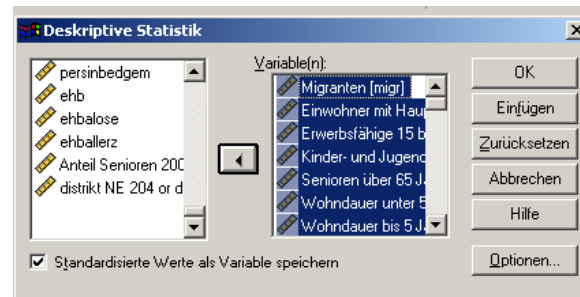 Deskriptive Statistik
persinbedgem
ehb
ehbalose
ehballerz
Anteil Senioren 200
distrikt NE 204 or d
Variable(n):
Migranten [migr]
Einwohner mit Haup
Erwerbsfähige 15 b
Kinder- und Jugend
Senioren über 65 J
Wohndauer unter 5
Wohndauer bis 5 J
OK
Einfügen
Zurücksetzen
Abbrechen
Hilfe
Optionen...
Standardisierte Werte als Variable speichern